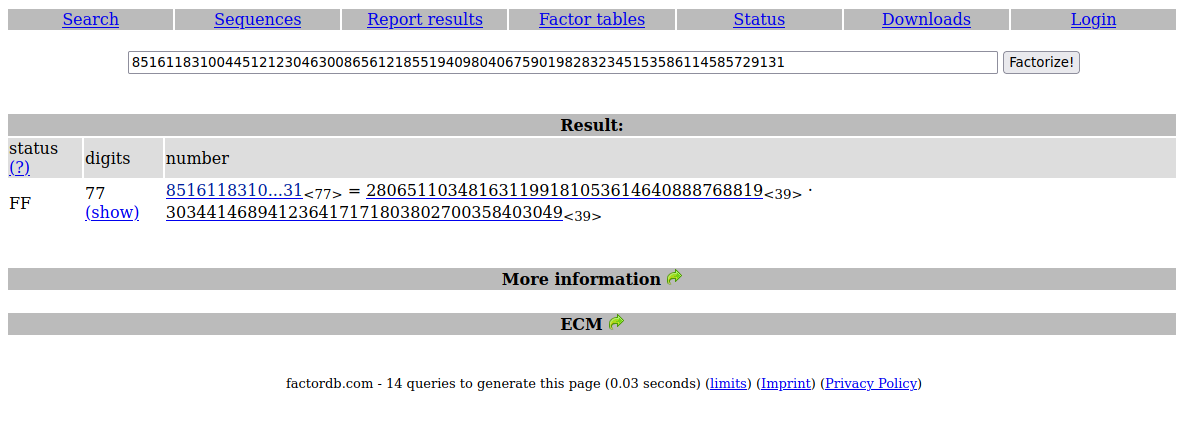 Search Sequences Report results Factor tables Status Downloads Login
85161183100445121230463008656121855194098040675901982832345153586114585729131 Factorize!
Result:
status (?) digits number
FF 77 (show) 8516118310...31<77> = 280651103481631199181053614640888768819<39> ·
303441468941236417171803802700358403049<39>
More information
ECM
factordb.com - 14 queries to generate this page (0.03 seconds) (limits) (Imprint) (Privacy Policy)